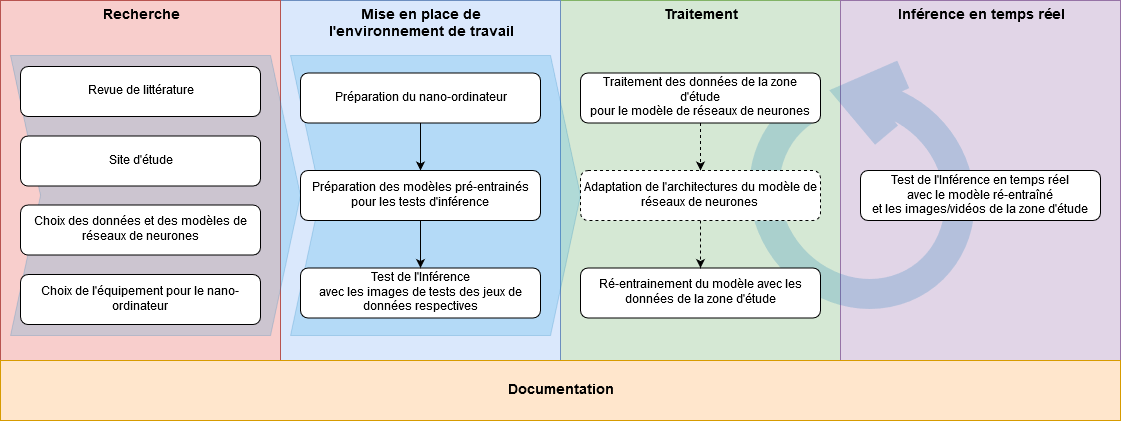 Recherche
Revue de littérature
Site d'étude
Choix des données et des modèles de
réseaux de neurones
Choix de l'équipement pour le nano-
ordinateur
Mise en place de
l'environnement de travail
Préparation du nano-ordinateur
Préparation des modèles pré-entrainés
pour les tests d'inférence
Test de l'Inférence
avec les images de tests des jeux de
données respectives
Traitement
Traitement des données de la zone
d'étude
pour le modèle de réseaux de neurones
Adaptation de l'architectures du modèle de
réseaux de neurones
Ré-entrainement du modèle avec les
données de la zone d'étude
Inférence en temps réel
Test de l'Inférence en temps réel
avec le modèle ré-entraîné
et les images/vidéos de la zone d'étude
Documentation